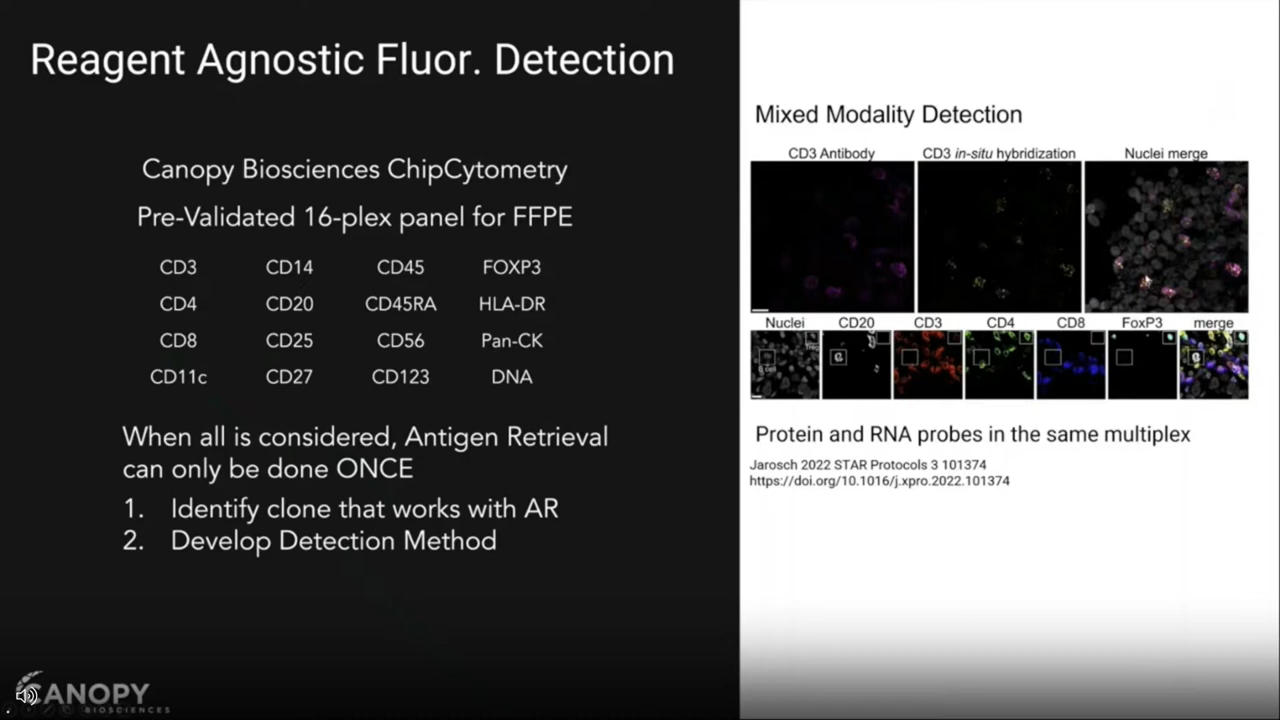 Reagent Agnostic Fluor. Detection
Canopy Biosciences ChipCytometry
Pre-Validated 16-plex panel for FFPE
CD3 CD14 CD45 FOXP3
CD4 CD20 CD45RA HLA-DR
CD8 CD25 CD56 Pan-CK
CD11c CD27 CD123 DNA
When all is considered, Antigen Retrieval
can only be done ONCE
1. Identify clone that works with AR
2. Develop Detection Method
CANOPY
BIOSCIENCES
Mixed Modality Detection
CD3 Antibody CD3 in-situ hybridization Nuclei merge
Nuclei CD20 CD3 CD4 CD8 FoxP3 merge
Protein and RNA probes in the same multiplex
Jarosch 2022 STAR Protocols 3 101374
https://doi.org/10.1016/j.xpro.2022.101374